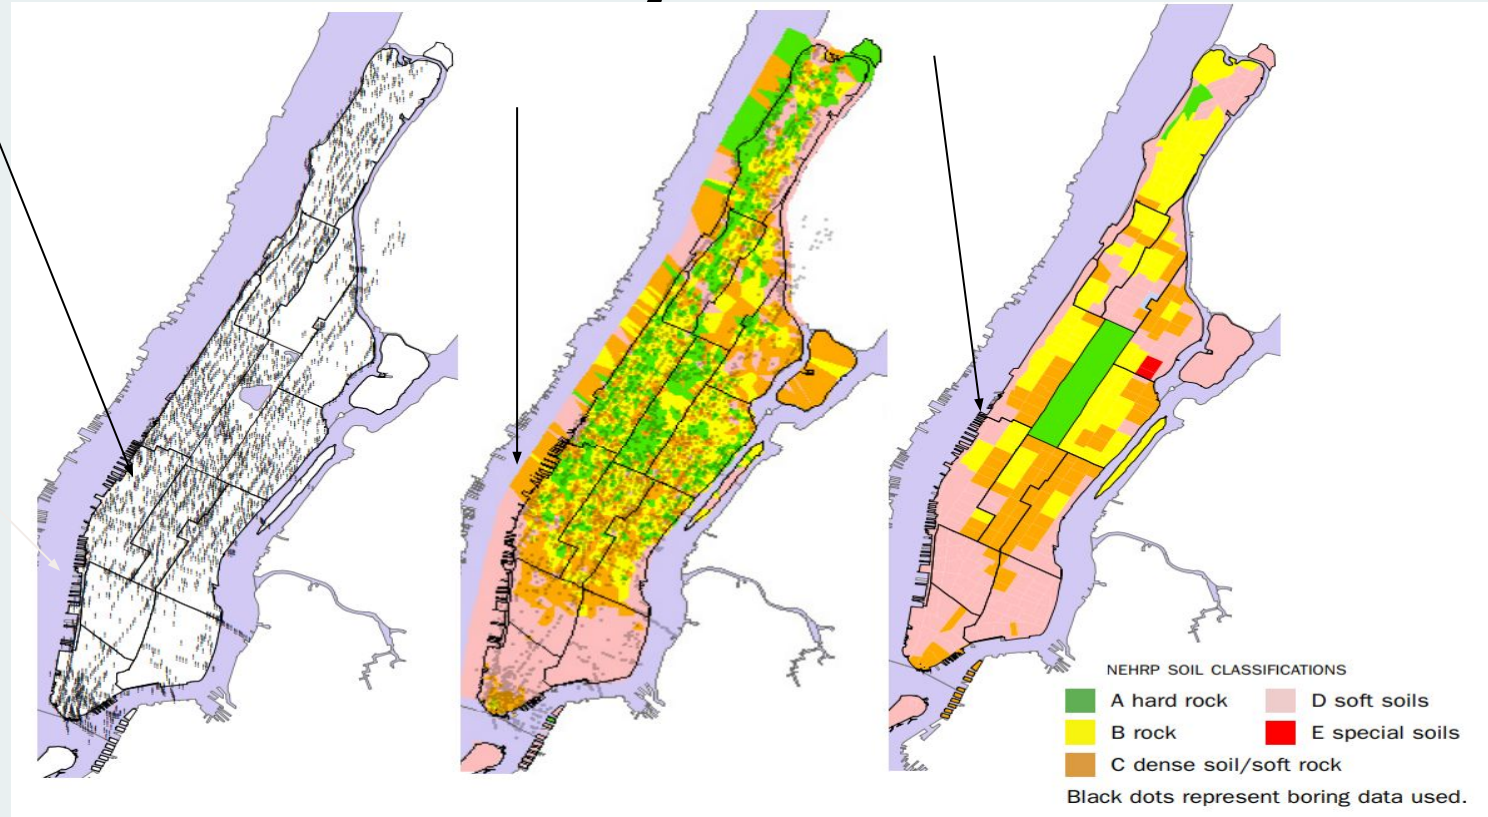 NEHRP SOIL CLASSIFICATIONS
A hard rock
D soft soils
B rock
E special soils
C dense soil/soft rock
Black dots represent boring data used.